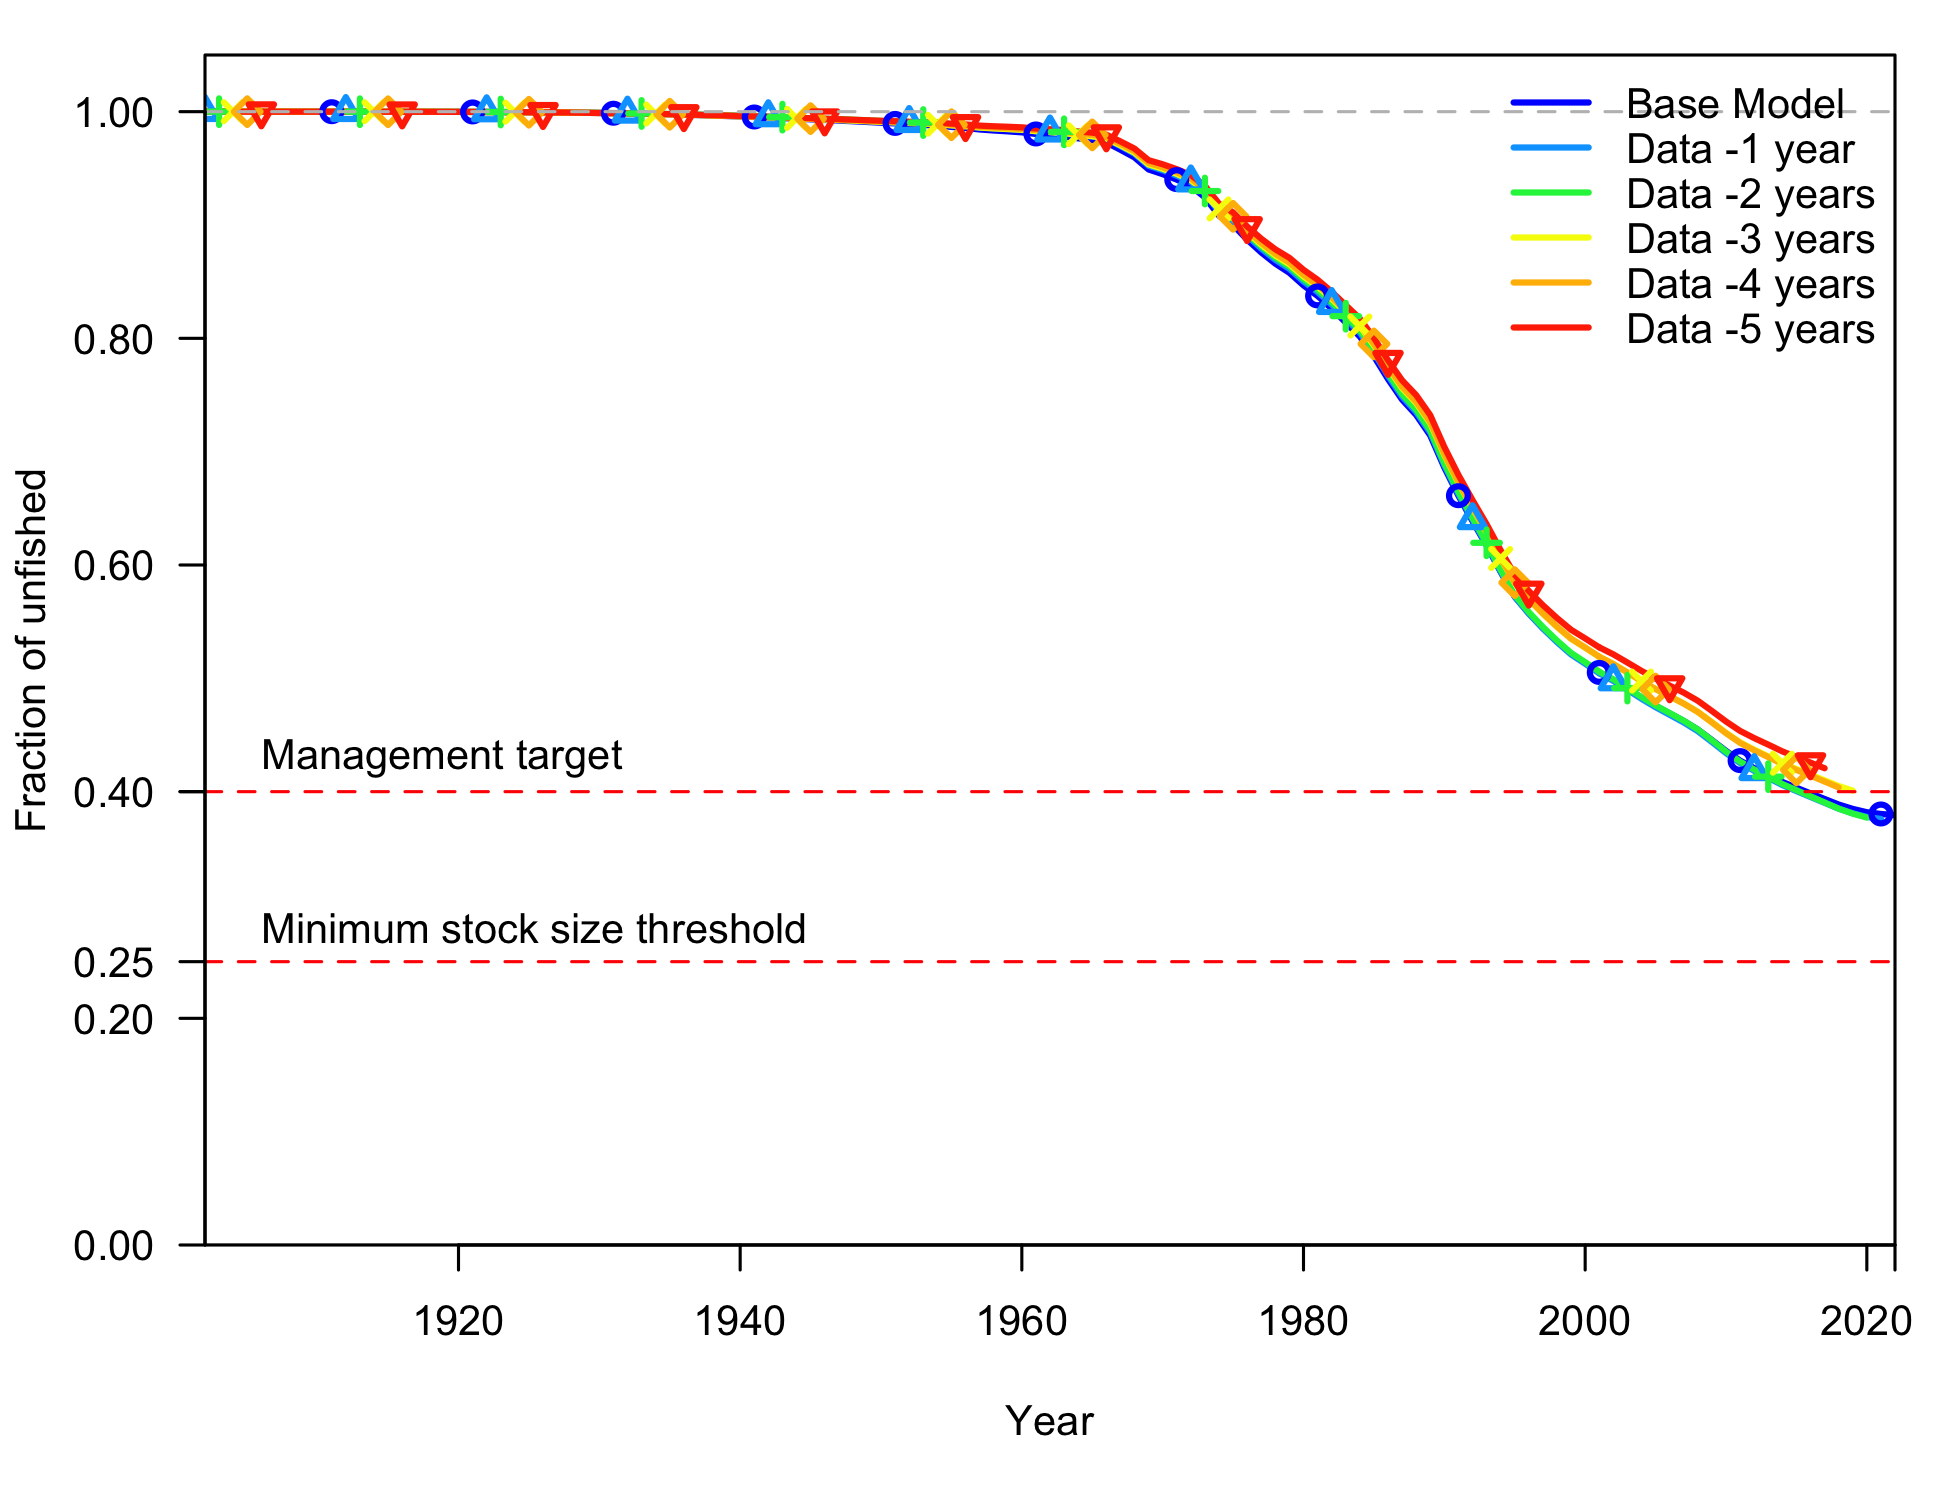 Base Model
Data -1 year
Data -2 years
Data -3 years
Data -4 years
Data -5 years
1.00
0.80
0.60
0.40
0.25
0.20
0.00
Fraction of unfished
Management target
Minimum stock size threshold
1920
1940
1960
1980
2000
2020
Year